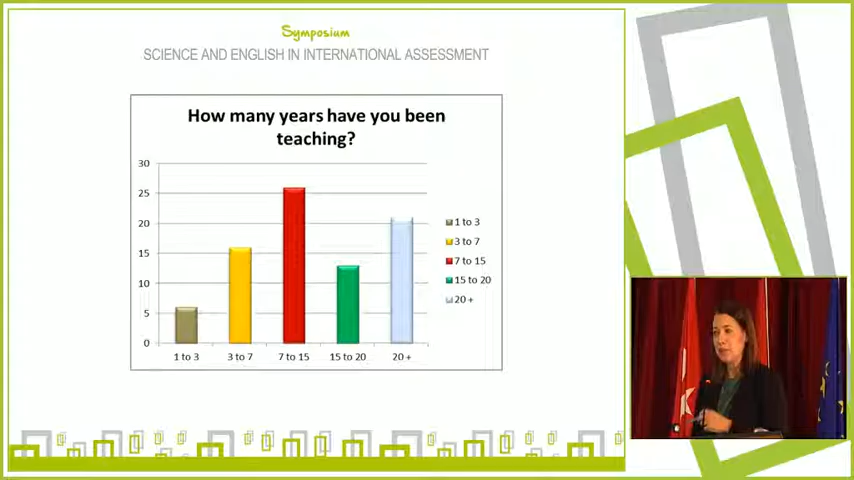 Symposium
SCIENCE AND ENGLISH IN INTERNATIONAL ASSESSMENT
How many years have you been
teaching?
30
25
20
15
10
5
0
1 to 3
3 to 7
7 to 15
15 to 20
20 +
1 to 3
3 to 7
7 to 15
15 to 20
20 +